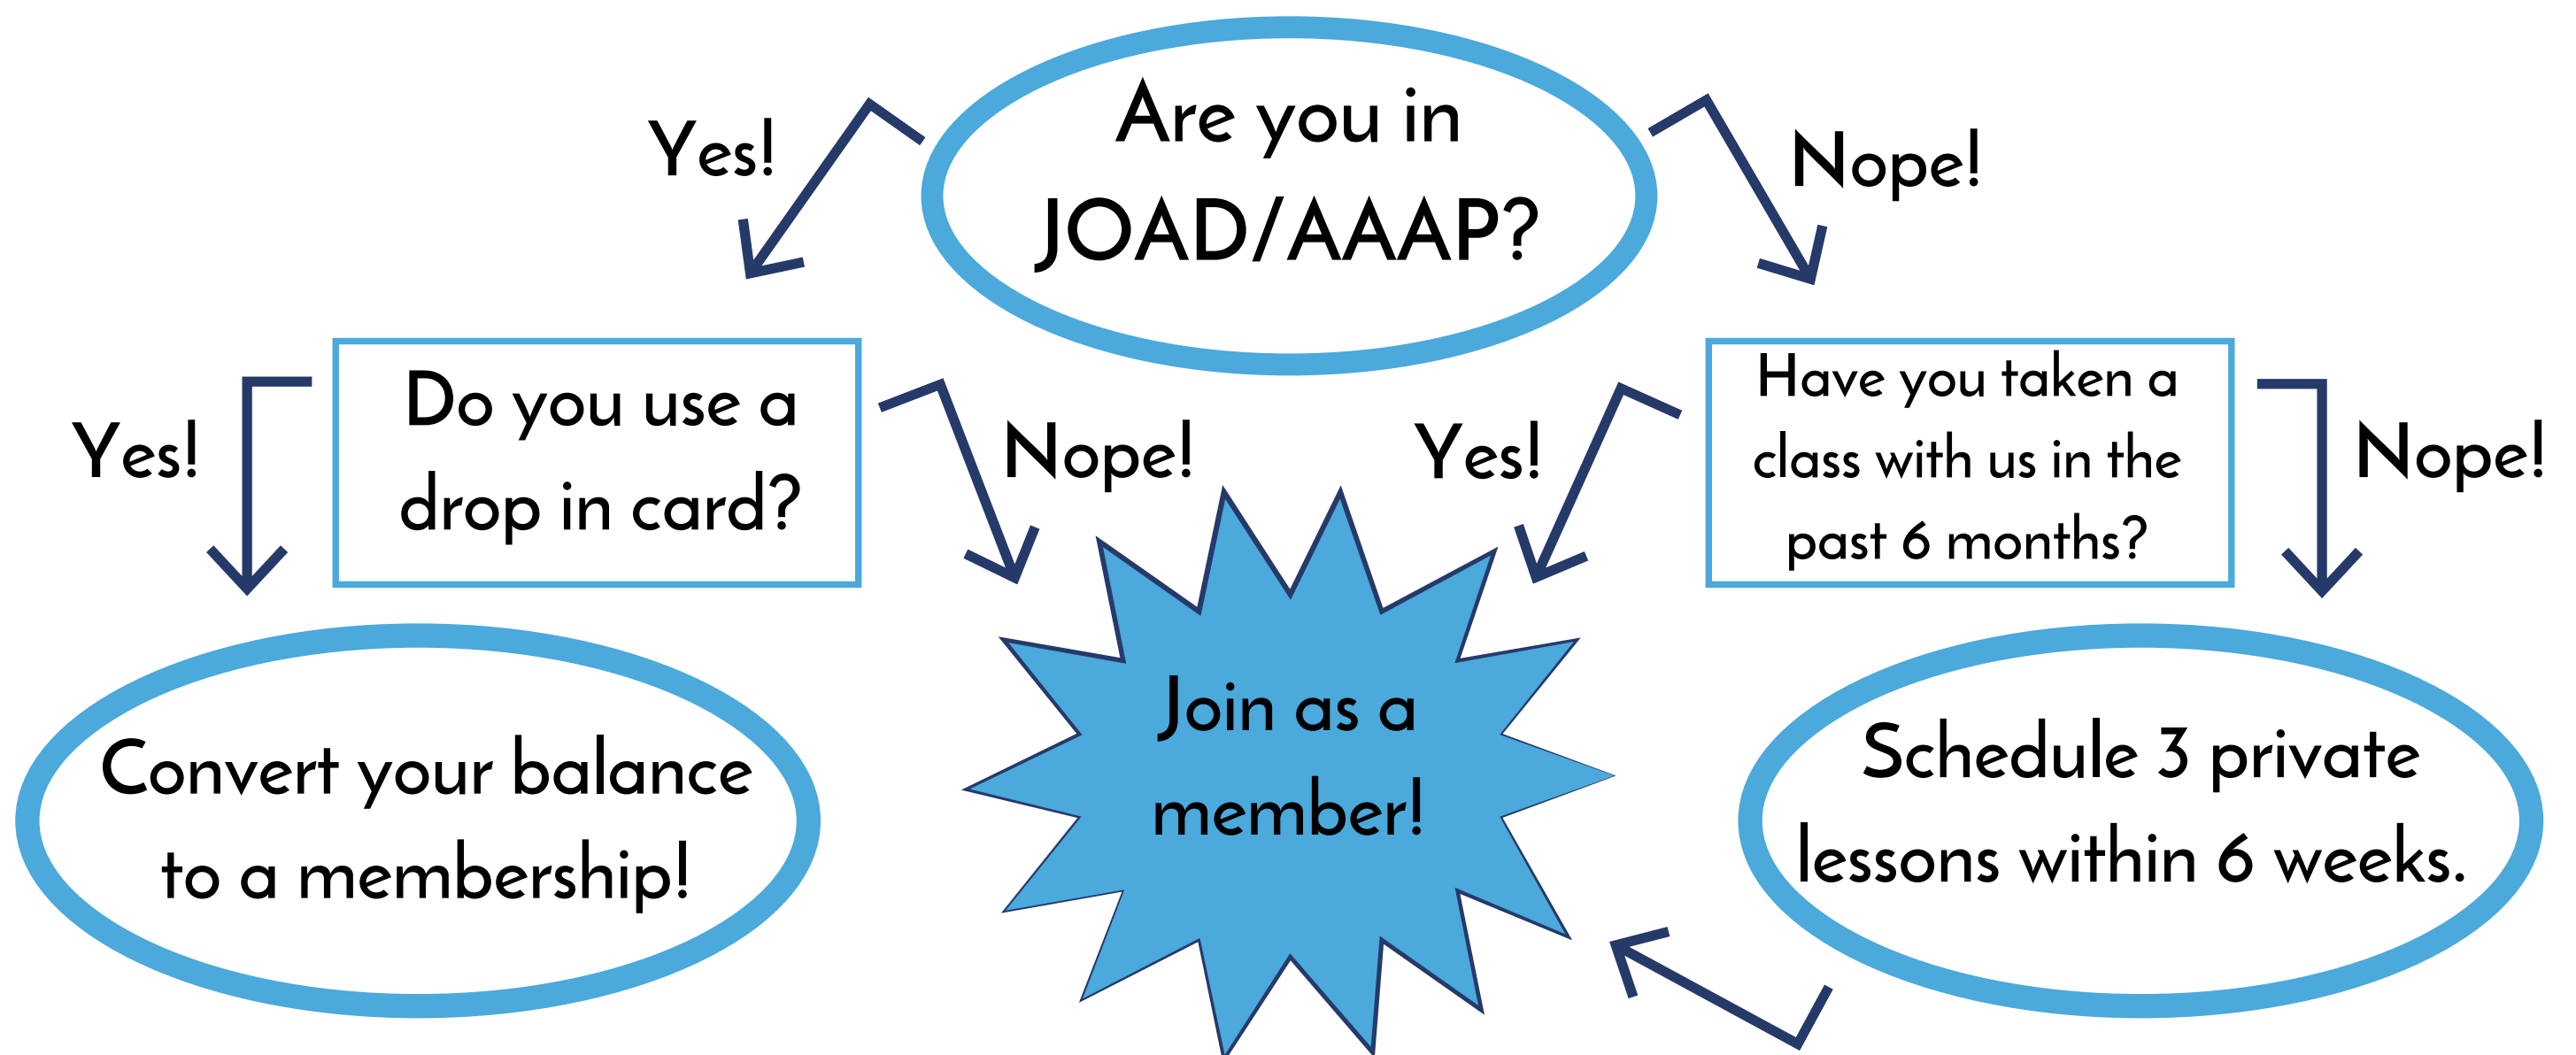 Are you in
JOAD/AAAP?
Yes!
Nope!
Do you use a
drop in card?
Have you taken a
class with us in the
past 6 months?
Yes!
Nope!
Yes!
Nope!
Convert your balance
to a membership!
Join as a
member!
Schedule 3 private
lessons within 6 weeks.